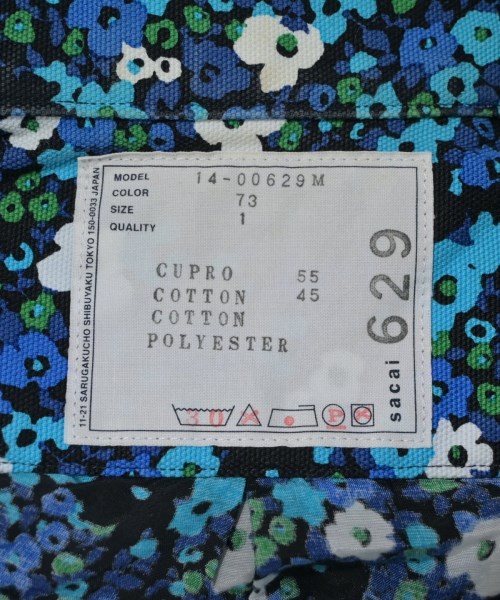 MODEL 14-00629M
COLOR 73
SIZE 1
QUALITY
CUPRO 55
COTTON 45
COTTON
POLYESTER
30 P
sacai 629
11-21 SARUGAKUCHO SHIBUYAKU TOKYO 150-0033 JAPAN